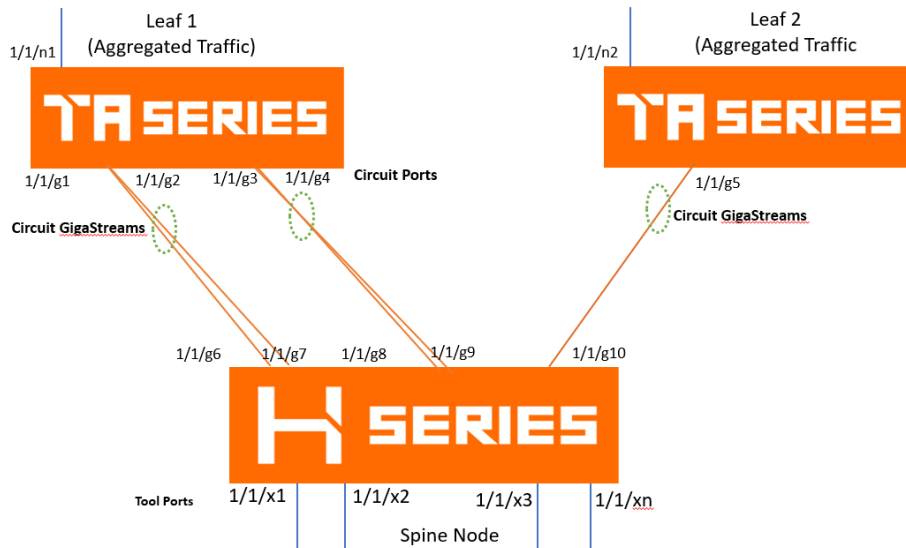 Leaf 1
(Aggregated Traffic)
Leaf 2
(Aggregated Traffic
1/1/n1
1/1/n2
TA SERIES
TA SERIES
1/1/g1
1/1/g2
1/1/g3
1/1/g4
Circuit Ports
1/1/g5
Circuit GigaStreams
Circuit GigaStreams
1/1/g6
1/1/g7
1/1/g8
1/1/g9
1/1/g10
H SERIES
Tool Ports
1/1/x1
1/1/x2
1/1/x3
1/1/xn
Spine Node